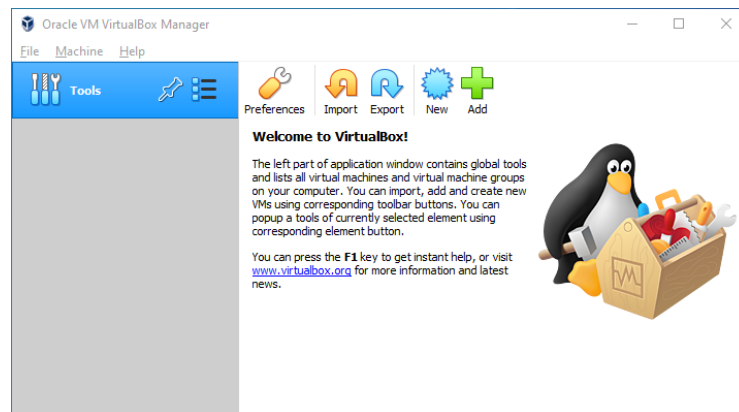 Oracle VM VirtualBox Manager
File Machine Help
Tools
Preferences Import Export New Add
Welcome to VirtualBox!
The left part of application window contains global tools
and lists all virtual machines and virtual machine groups
on your computer. You can import, add and create new
VMs using corresponding toolbar buttons. You can
popup a tools of currently selected element using
corresponding element button.
You can press the F1 key to get instant help, or visit
www.virtualbox.org for more information and latest
news.
VM